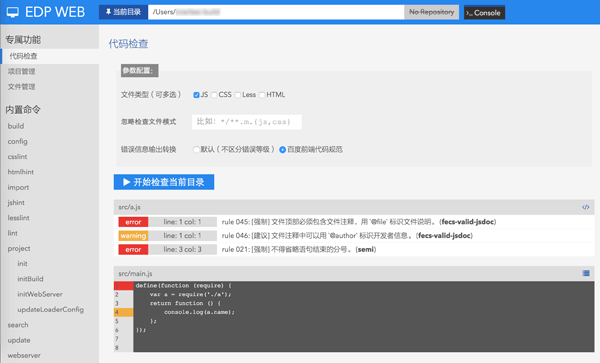 EDP WEB
当前目录 /Users/ No Repository >_ Console
专属功能
代码检查
项目管理
文件管理
内置命令
build
config
csslint
htmlhint
import
jshint
lesslint
lint
project
init
initBuild
initWebServer
updateLoaderConfig
search
update
webserver
代码检查
参数配置:
文件类型(可多选) JS CSS Less HTML
忽略检查文件模式 比如: */**.m.{js,css}
错误信息输出转换 默认(不区分错误等级) 百度前端代码规范
开始检查当前目录
src/a.js </>
error line: 1 col: 1 rule 045: [强制] 文件顶部必须包含文件注释,用 `@file` 标识文件说明。(fecs-valid-jsdoc)
warning line: 1 col: 1 rule 046: [建议] 文件注释中可以用 `@author` 标识开发者信息。(fecs-valid-jsdoc)
error line: 3 col: 3 rule 021: [强制] 不得省略语句结束的分号。(semi)
src/main.js
1 define(function (require) {
2 var a = require('./a');
3 return function () {
4 console.log(a.name);
5 };
6 });
7
8